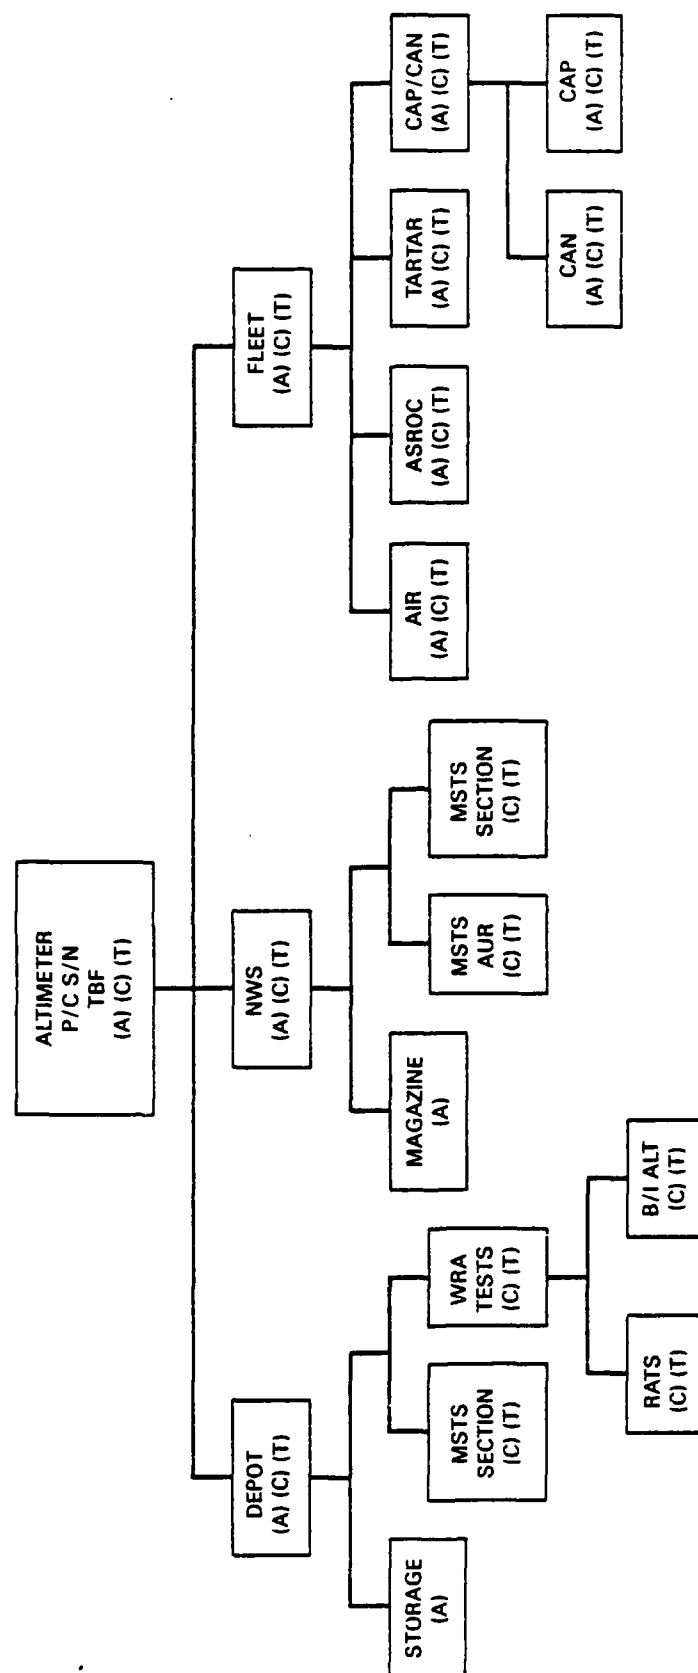 ALTIMETER
P/C S/N
TBF
(A) (C) (T)
DEPOT
(A) (C) (T)
NWS
(A) (C) (T)
FLEET
(A) (C) (T)
STORAGE
(A)
MSTS
SECTION
(C) (T)
WRA
TESTS
(C) (T)
RATS
(C) (T)
B/I ALT
(C) (T)
MAGAZINE
(A)
MSTS
AUR
(C) (T)
MSTS
SECTION
(C) (T)
AIR
(A) (C) (T)
ASROC
(A) (C) (T)
TARTAR
(A) (C) (T)
CAP/CAN
(A) (C) (T)
CAN
(A) (C) (T)
CAP
(A) (C) (T)